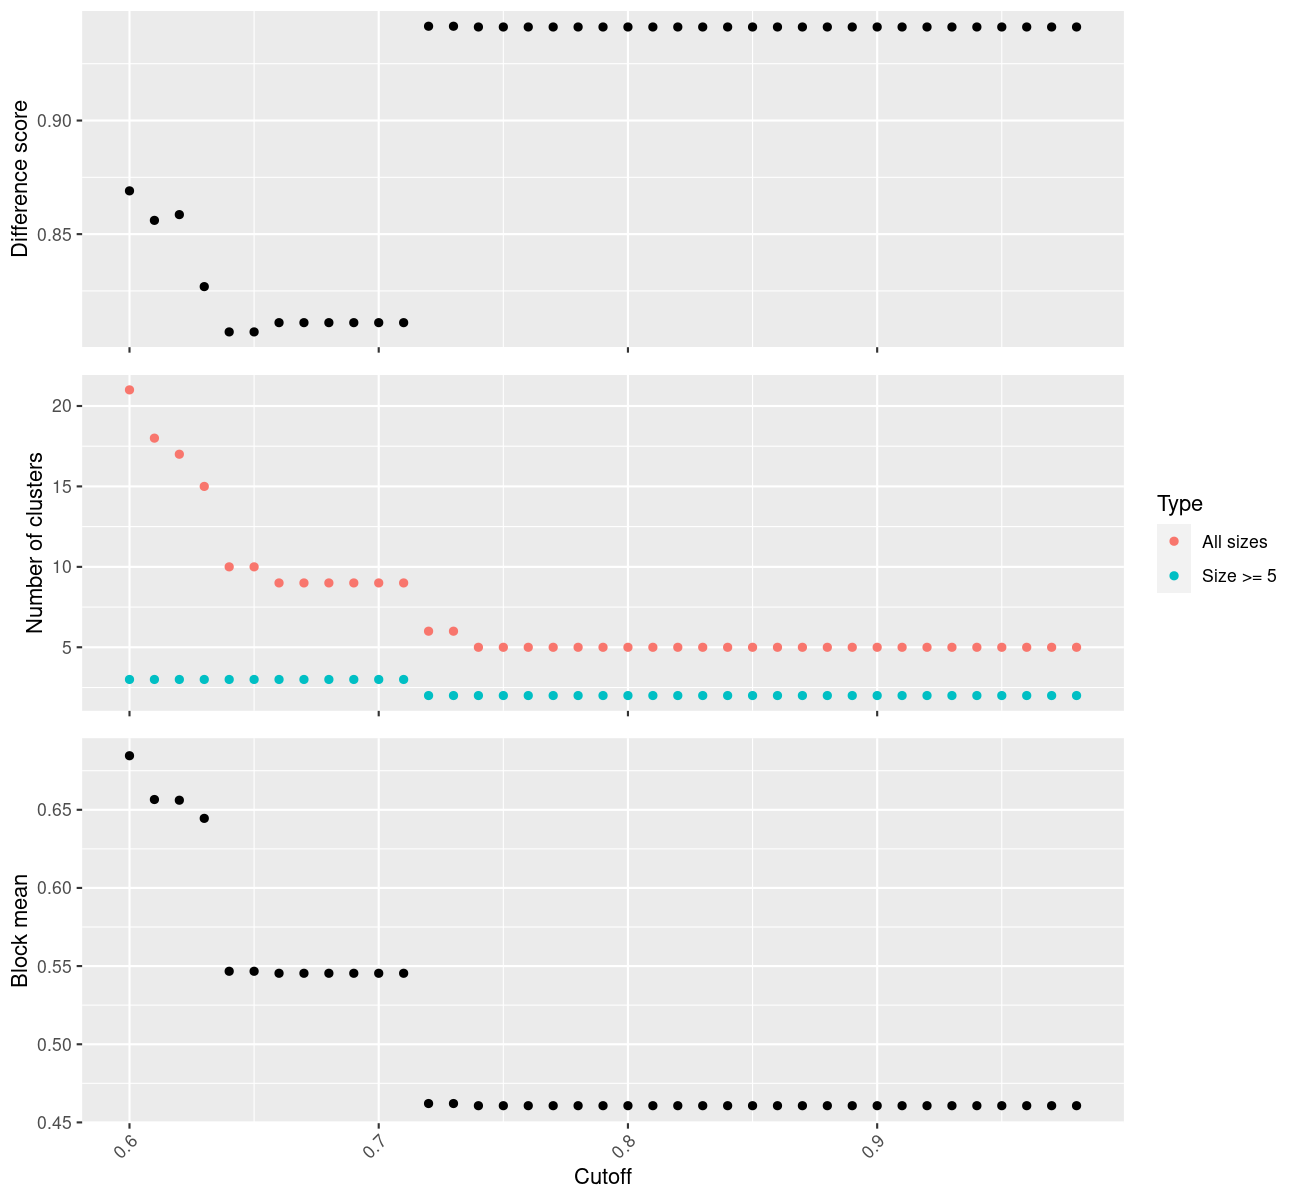 Difference score
0.90
0.85
Number of clusters
20
15
10
5
Type
All sizes
Size >= 5
Block mean
0.65
0.60
0.55
0.50
0.45
0.6
0.7
0.8
0.9
Cutoff